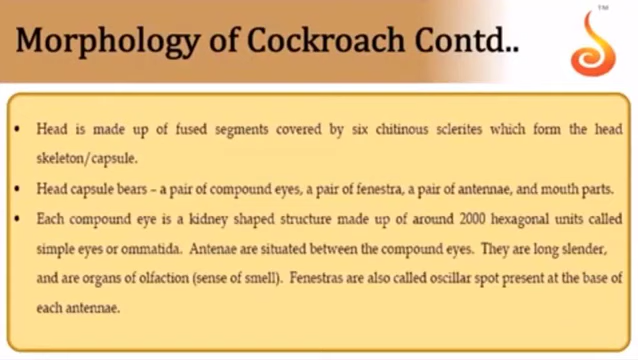 Morphology of Cockroach Contd..
TM
• Head is made up of fused segments covered by six chitinous sclerites which form the head
skeleton/capsule.
• Head capsule bears – a pair of compound eyes, a pair of fenestra, a pair of antennae, and mouth parts.
• Each compound eye is a kidney shaped structure made up of around 2000 hexagonal units called
simple eyes or ommatida. Antenae are situated between the compound eyes. They are long slender,
and are organs of olfaction (sense of smell). Fenestras are also called oscillar spot present at the base of
each antennae.